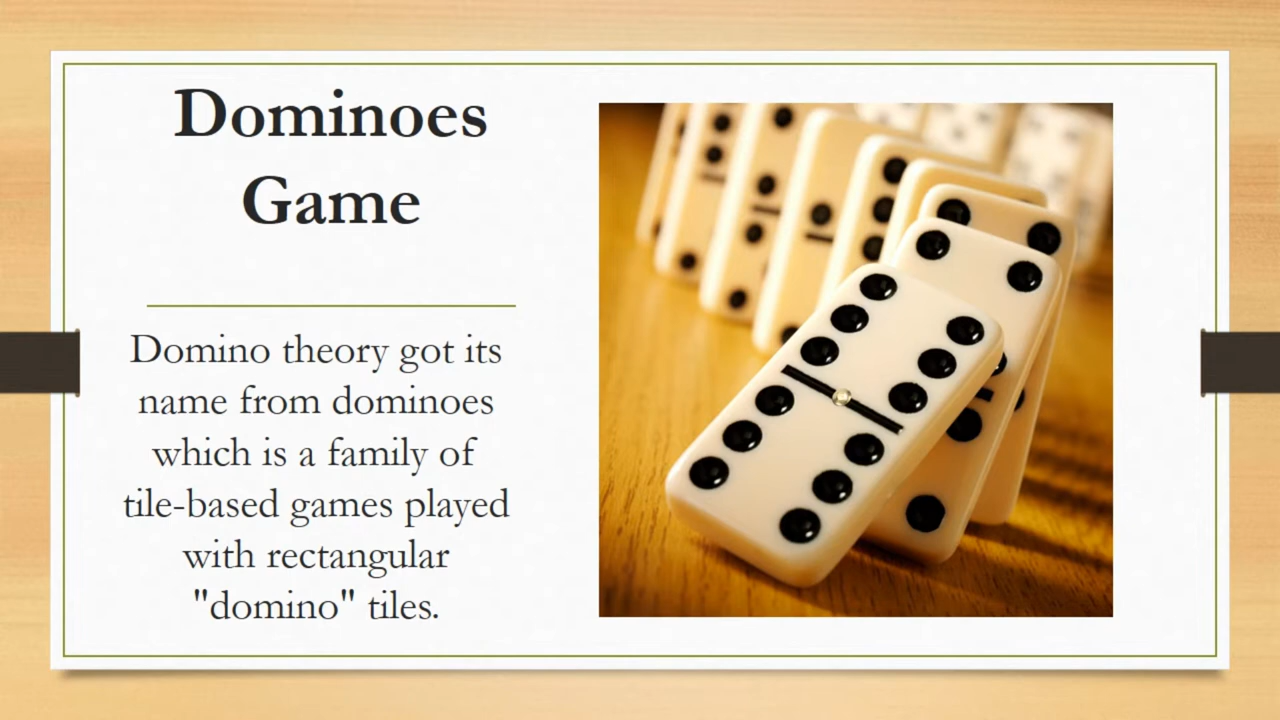 Dominoes
Game
Domino theory got its
name from dominoes
which is a family of
tile-based games played
with rectangular
"domino" tiles.